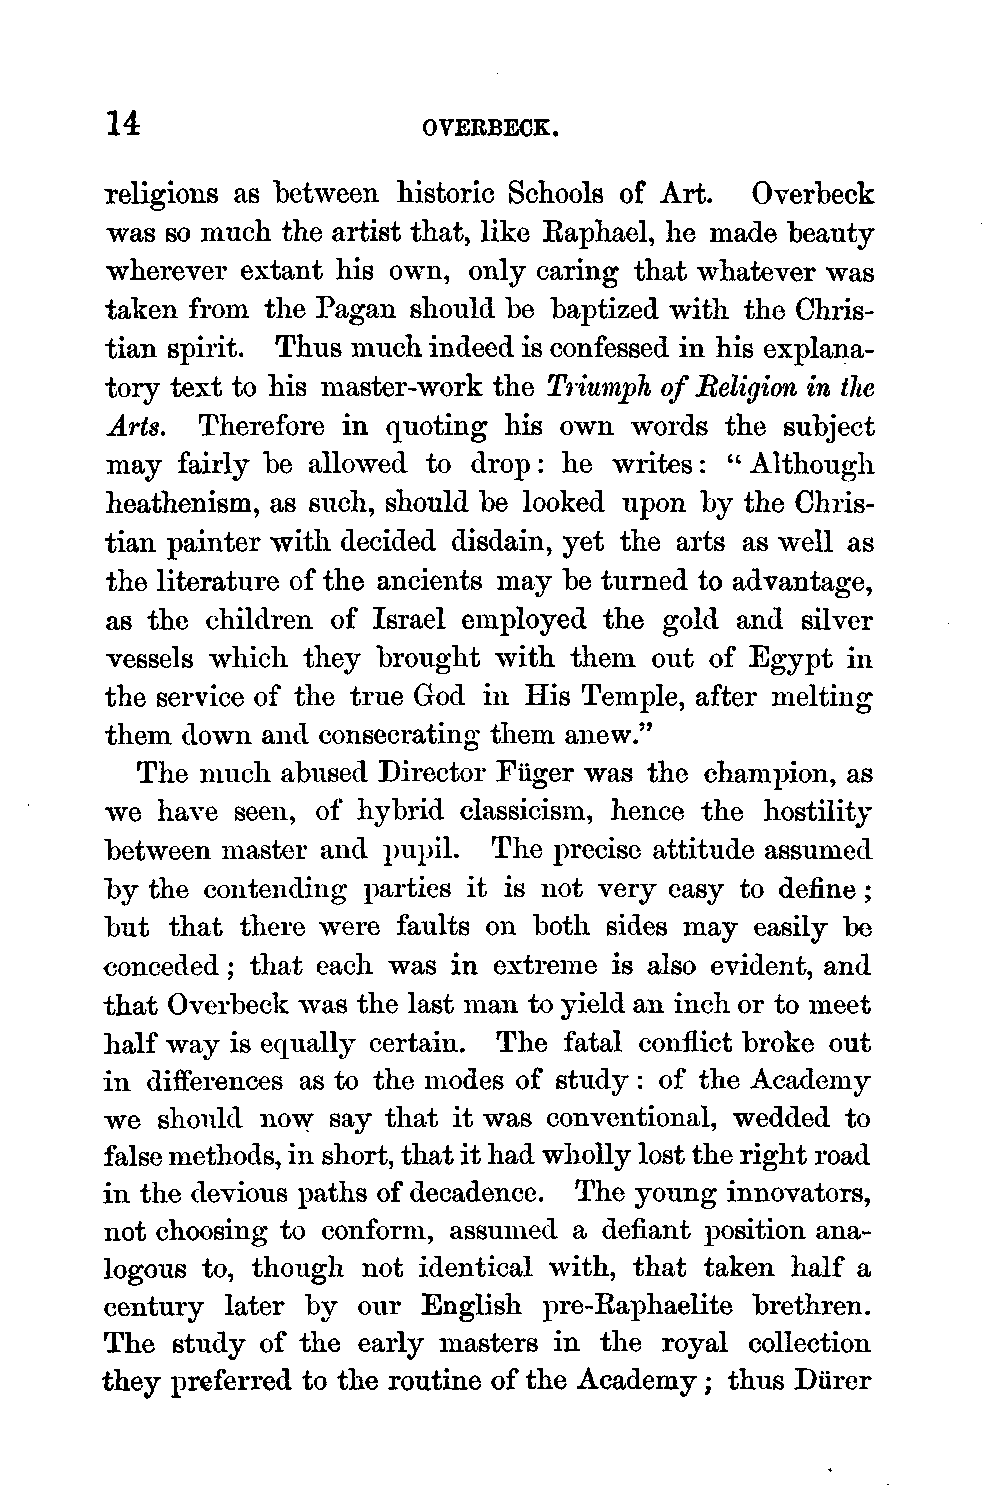 14 OVERBECK.
religions as between historic Schools of Art. Overbeck
was so much the artist that, like Raphael, he made beauty
wherever extant his own, only caring that whatever was
taken from the Pagan should be baptized with the Chris-
tian spirit. Thus much indeed is confessed in his explana-
tory text to his master-work the Triumph of Religion in the
Arts. Therefore in quoting his own words the subject
may fairly be allowed to drop: he writes: “Although
heathenism, as such, should be looked upon by the Chris-
tian painter with decided disdain, yet the arts as well as
the literature of the ancients may be turned to advantage,
as the children of Israel employed the gold and silver
vessels which they brought with them out of Egypt in
the service of the true God in His Temple, after melting
them down and consecrating them anew.”
The much abused Director Füger was the champion, as
we have seen, of hybrid classicism, hence the hostility
between master and pupil. The precise attitude assumed
by the contending parties it is not very easy to define;
but that there were faults on both sides may easily be
conceded; that each was in extreme is also evident, and
that Overbeck was the last man to yield an inch or to meet
half way is equally certain. The fatal conflict broke out
in differences as to the modes of study: of the Academy
we should now say that it was conventional, wedded to
false methods, in short, that it had wholly lost the right road
in the devious paths of decadence. The young innovators,
not choosing to conform, assumed a defiant position ana-
logous to, though not identical with, that taken half a
century later by our English pre-Raphaelite brethren.
The study of the early masters in the royal collection
they preferred to the routine of the Academy; thus Dürer